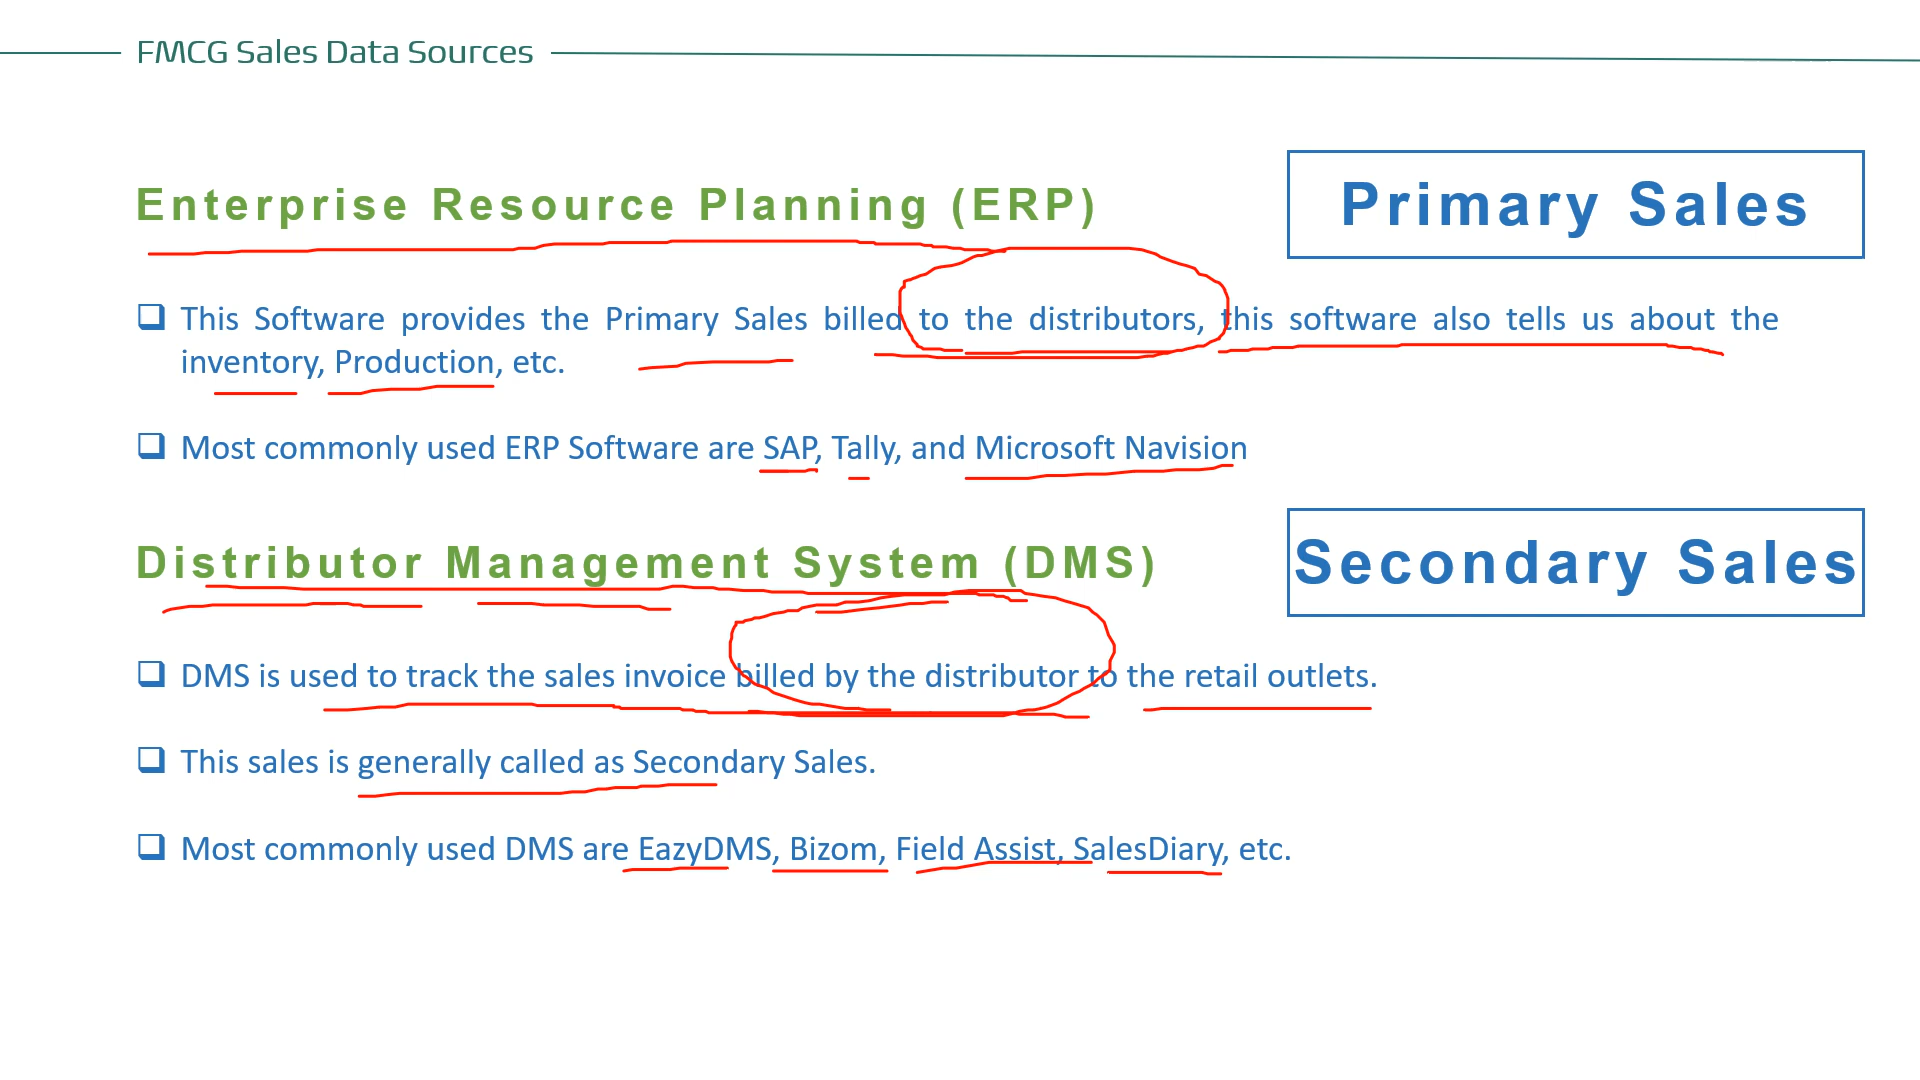 FMCG Sales Data Sources
Enterprise Resource Planning (ERP)
Primary Sales
This Software provides the Primary Sales billed to the distributors, this software also tells us about the
inventory, Production, etc.
Most commonly used ERP Software are SAP, Tally, and Microsoft Navision
Distributor Management System (DMS)
Secondary Sales
DMS is used to track the sales invoice billed by the distributor to the retail outlets.
This sales is generally called as Secondary Sales.
Most commonly used DMS are EazyDMS, Bizom, Field Assist, SalesDiary, etc.